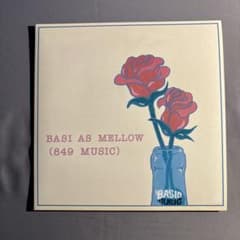 BASI AS MELLOW
(849 MUSIC)
BASIC
MUSIC